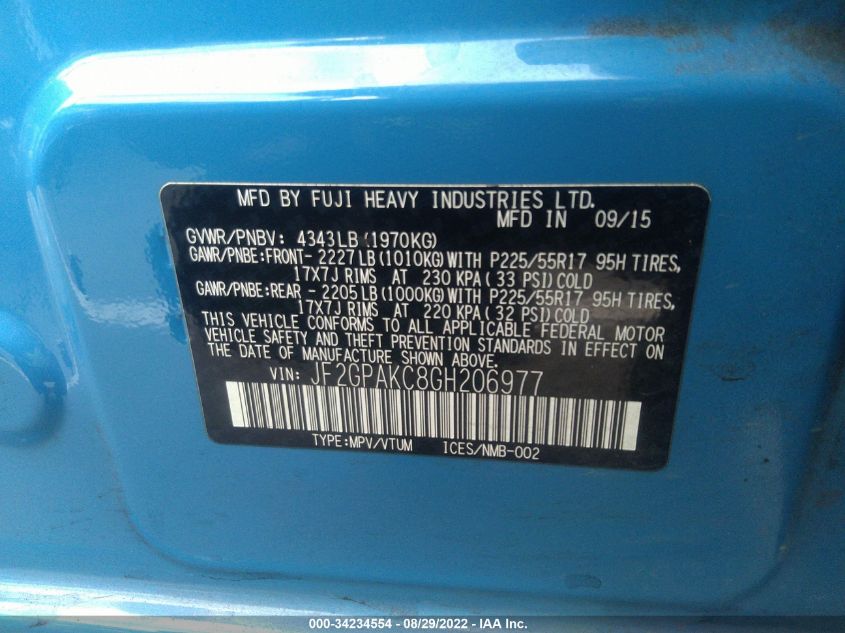 MFD BY FUJI HEAVY INDUSTRIES LTD.
MFD IN 09/15
GVWR/PNBV: 4343LB (1970KG)
GAWR/PNBE:FRONT- 2227LB (1010KG) WITH P225/55R17 95H TIRES,
17X7J RIMS AT 230 KPA ( 33 PSI) COLD
GAWR/PNBE:REAR - 2205LB (1000KG) WITH P225/55R17 95H TIRES,
17X7J RIMS AT 220 KPA ( 32 PSI) COLD
THIS VEHICLE CONFORMS TO ALL APPLICABLE FEDERAL MOTOR
VEHICLE SAFETY AND THEFT PREVENTION STANDARDS IN EFFECT ON
THE DATE OF MANUFACTURE SHOWN ABOVE.
VIN: JF2GPAKC8GH206977
TYPE:MPV/VTUM ICES/NMB-002
000-34234554 - 08/29/2022 - IAA Inc.